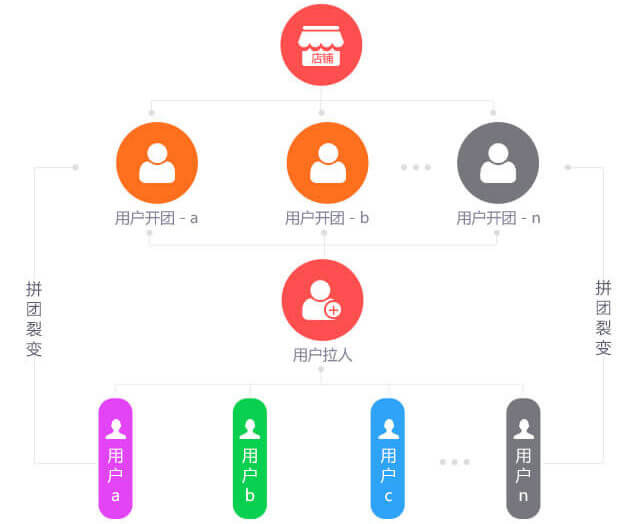 店铺
用户开团 - a
用户开团 - b
用户开团 - n
拼团裂变
拼团裂变
用户拉人
用户a
用户b
用户c
用户n